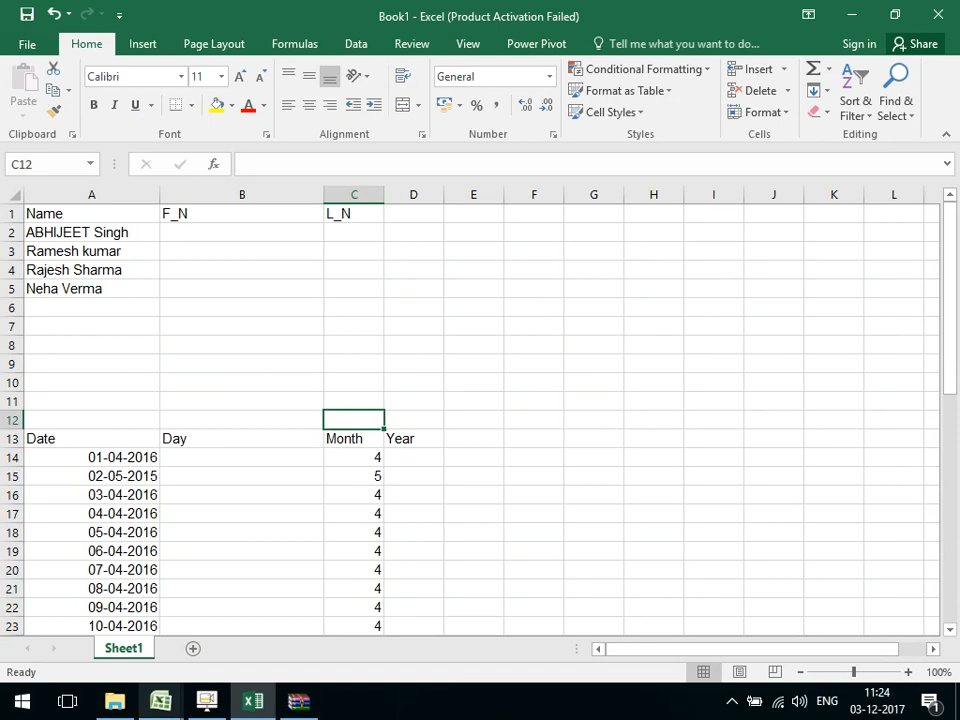 Book1 - Excel (Product Activation Failed)
File Home Insert Page Layout Formulas Data Review View Power Pivot Tell me what you want to do... Sign in Share
Paste
Calibri 11
B I U
A A
A
General
% ,
Conditional Formatting
Format as Table
Cell Styles
Insert
Delete
Format
Sort & Filter
Find & Select
Clipboard Font Alignment Number Styles Cells Editing
C12 fx
A B C D E F G H I J K L
1 Name F_N L_N
2 ABHIJEET Singh
3 Ramesh kumar
4 Rajesh Sharma
5 Neha Verma
6
7
8
9
10
11
12
13 Date Day Month Year
14 01-04-2016 4
15 02-05-2015 5
16 03-04-2016 4
17 04-04-2016 4
18 05-04-2016 4
19 06-04-2016 4
20 07-04-2016 4
21 08-04-2016 4
22 09-04-2016 4
23 10-04-2016 4
Sheet1
Ready 100%
ENG
11:24
03-12-2017
1